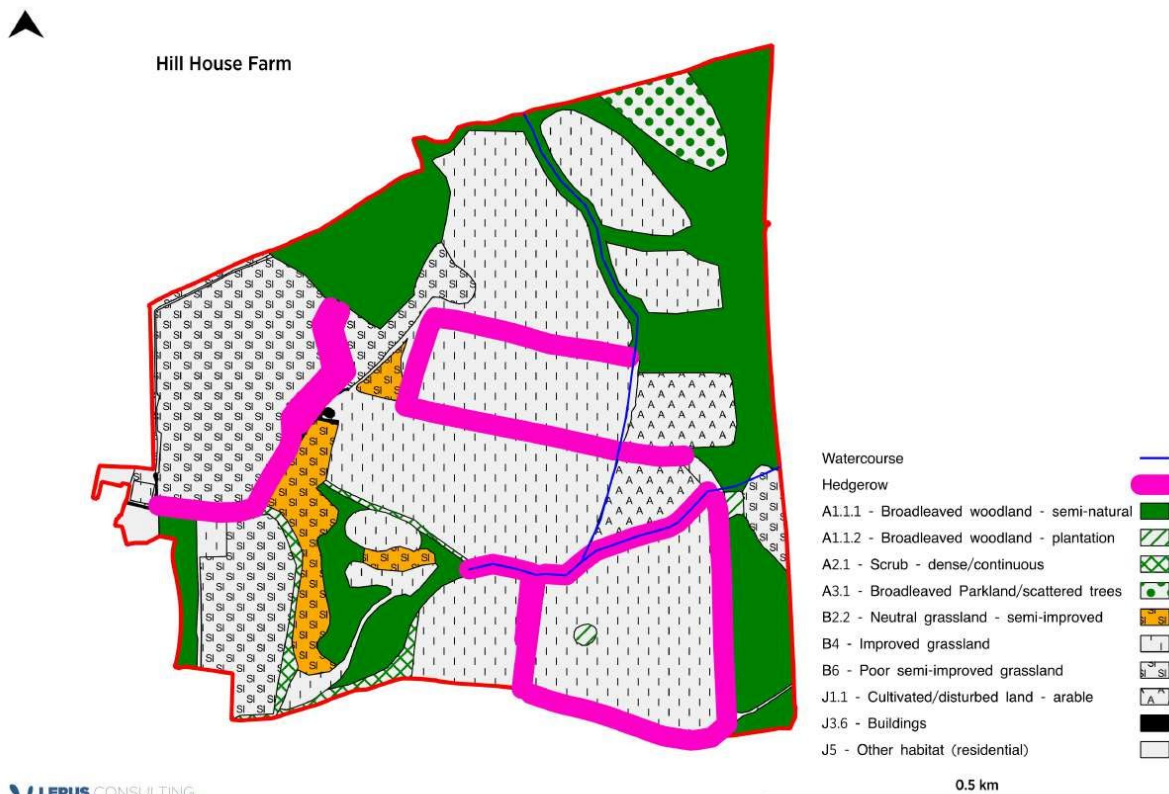 Hill House Farm
Watercourse
Hedgerow
A1.1.1 - Broadleaved woodland - semi-natural
A1.1.2 - Broadleaved woodland - plantation
A2.1 - Scrub - dense/continuous
A3.1 - Broadleaved Parkland/scattered trees
B2.2 - Neutral grassland - semi-improved
B4 - Improved grassland
B6 - Poor semi-improved grassland
J1.1 - Cultivated/disturbed land - arable
J3.6 - Buildings
J5 - Other habitat (residential)
0.5 km
LEPUS CONSULTING